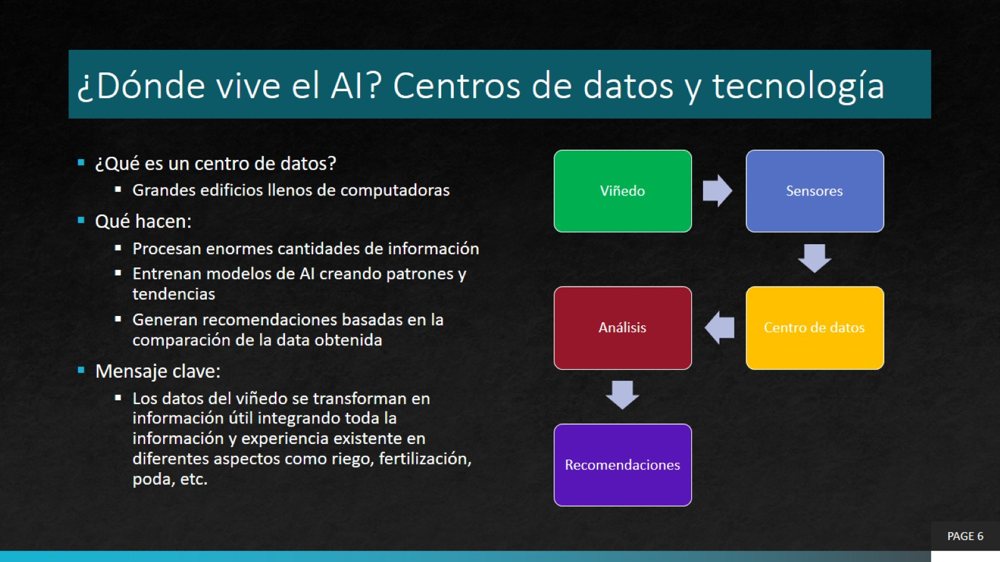 ¿Dónde vive el AI? Centros de datos y tecnología
¿Qué es un centro de datos?
Grandes edificios llenos de computadoras
Qué hacen:
Procesan enormes cantidades de información
Entrenan modelos de AI creando patrones y
tendencias
Generan recomendaciones basadas en la
comparación de la data obtenida
Mensaje clave:
Los datos del viñedo se transforman en
información útil integrando toda la
información y experiencia existente en
diferentes aspectos como riego, fertilización,
poda, etc.
Viñedo
Sensores
Centro de datos
Análisis
Recomendaciones
PAGE 6